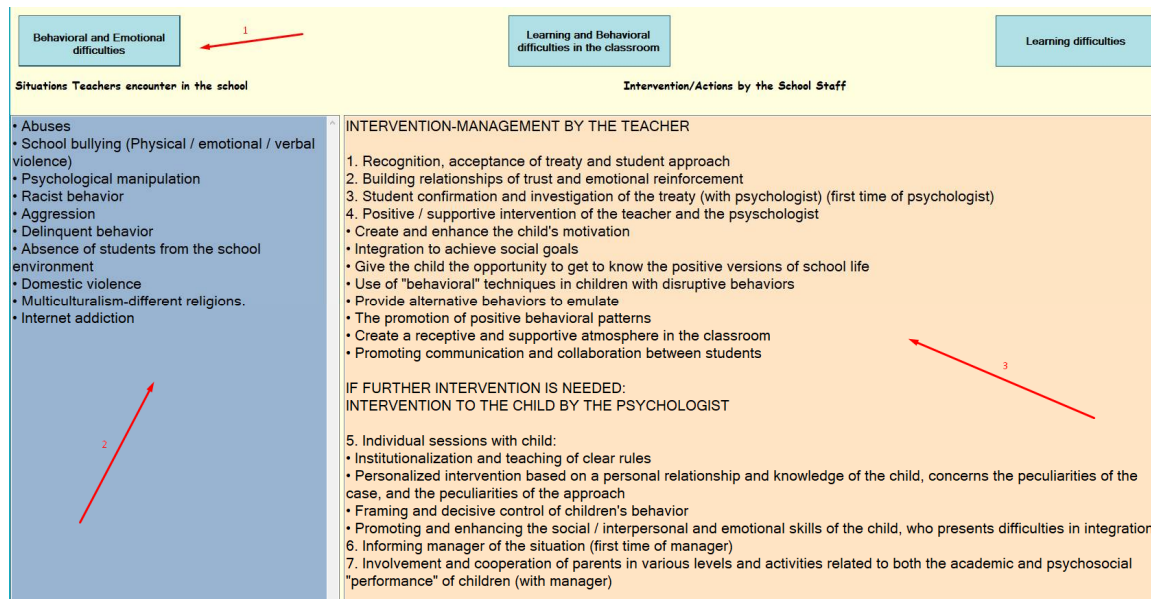 Behavioral and Emotional
difficulties
1
Learning and Behavioral
difficulties in the classroom
Learning difficulties
Situations Teachers encounter in the school
Intervention/Actions by the School Staff
• Abuses
• School bullying (Physical / emotional / verbal
violence)
• Psychological manipulation
• Racist behavior
• Aggression
• Delinquent behavior
• Absence of students from the school
environment
• Domestic violence
• Multiculturalism-different religions.
• Internet addiction
2
INTERVENTION-MANAGEMENT BY THE TEACHER
1. Recognition, acceptance of treaty and student approach
2. Building relationships of trust and emotional reinforcement
3. Student confirmation and investigation of the treaty (with psychologist) (first time of psychologist)
4. Positive / supportive intervention of the teacher and the psyschologist
• Create and enhance the child's motivation
• Integration to achieve social goals
• Give the child the opportunity to get to know the positive versions of school life
• Use of "behavioral" techniques in children with disruptive behaviors
• Provide alternative behaviors to emulate
• The promotion of positive behavioral patterns
• Create a receptive and supportive atmosphere in the classroom
• Promoting communication and collaboration between students
3
IF FURTHER INTERVENTION IS NEEDED:
INTERVENTION TO THE CHILD BY THE PSYCHOLOGIST
5. Individual sessions with child:
• Institutionalization and teaching of clear rules
• Personalized intervention based on a personal relationship and knowledge of the child, concerns the peculiarities of the
case, and the peculiarities of the approach
• Framing and decisive control of children's behavior
• Promoting and enhancing the social / interpersonal and emotional skills of the child, who presents difficulties in integration
6. Informing manager of the situation (first time of manager)
7. Involvement and cooperation of parents in various levels and activities related to both the academic and psychosocial
"performance" of children (with manager)